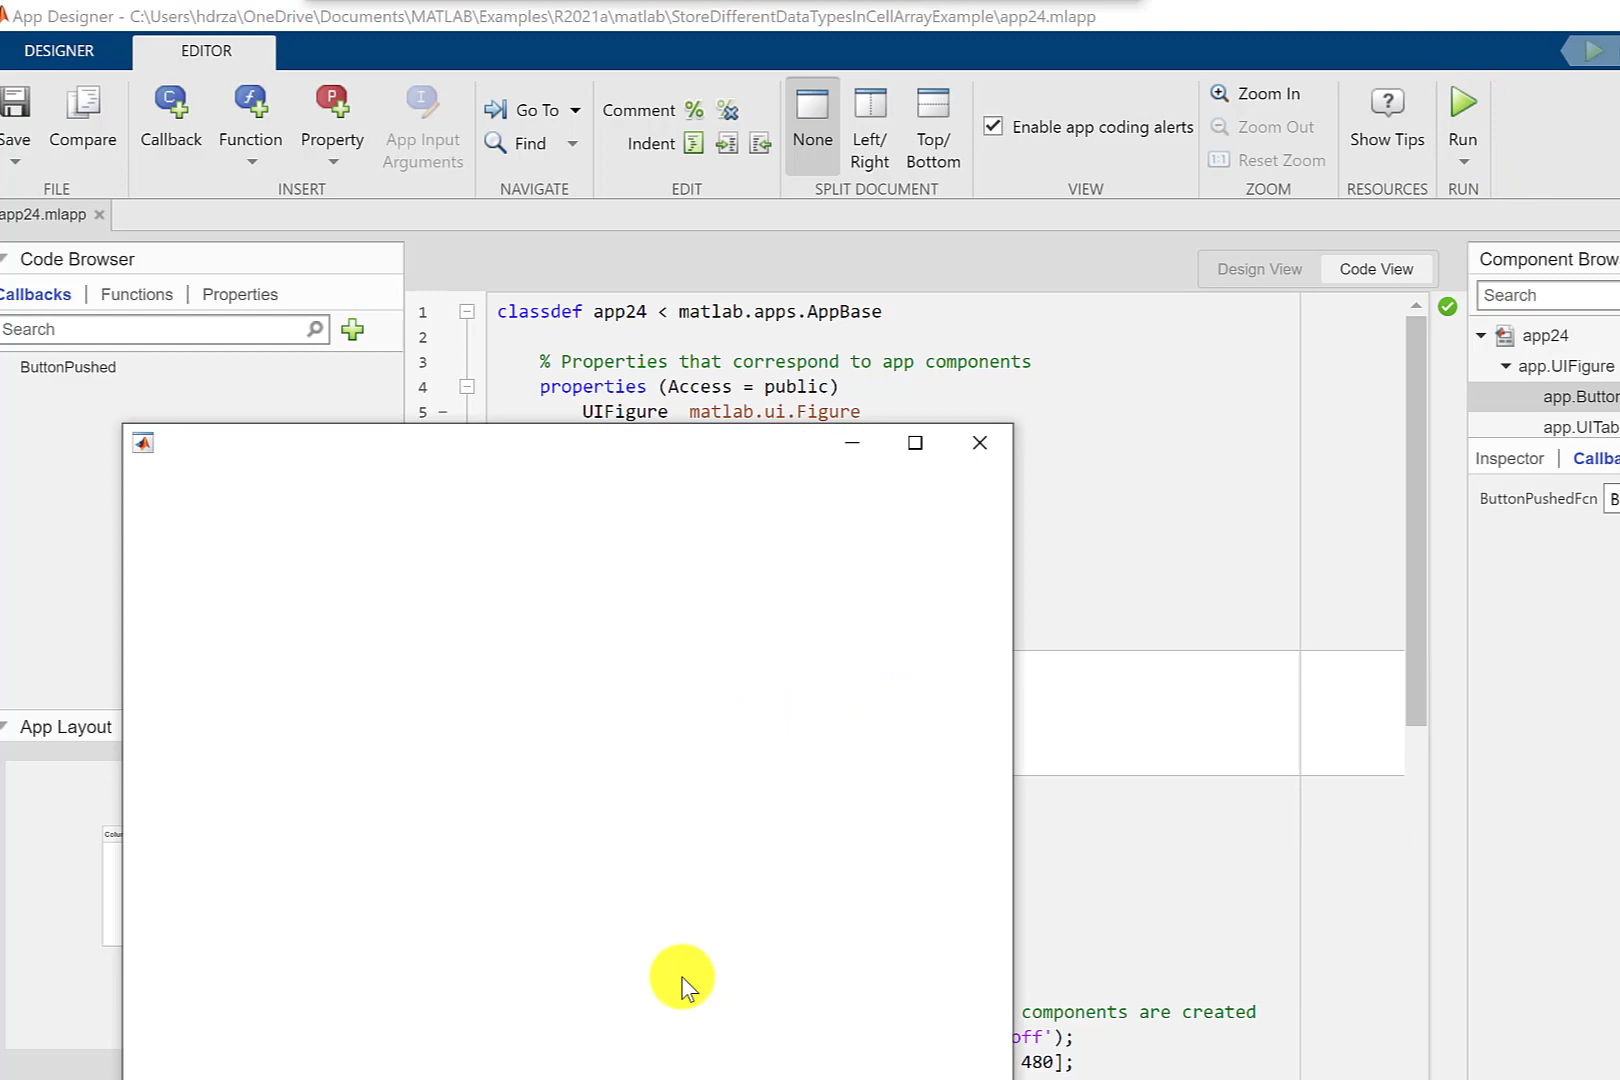 App Designer - C:\Users\hdrza\OneDrive\Documents\MATLAB\Examples\R2021a\matlab\StoreDifferentDataTypesInCellArrayExample\app24.mlapp
DESIGNER
EDITOR
Save
Compare
FILE
Callback
Function
Property
App Input
Arguments
INSERT
Go To
Find
NAVIGATE
Comment
Indent
EDIT
None
Left/
Right
Top/
Bottom
SPLIT DOCUMENT
Enable app coding alerts
VIEW
Zoom In
Zoom Out
1:1 Reset Zoom
ZOOM
Show Tips
RESOURCES
Run
RUN
app24.mlapp
Code Browser
Callbacks | Functions | Properties
Search
ButtonPushed
App Layout
Colu
Design View
Code View
1 classdef app24 < matlab.apps.AppBase
2
3 % Properties that correspond to app components
4 properties (Access = public)
5 UIFigure matlab.ui.Figure
components are created
off');
480];
Component Brow
Search
app24
app.UIFigure
app.Button
app.UITab
Inspector | Callba
ButtonPushedFcn B